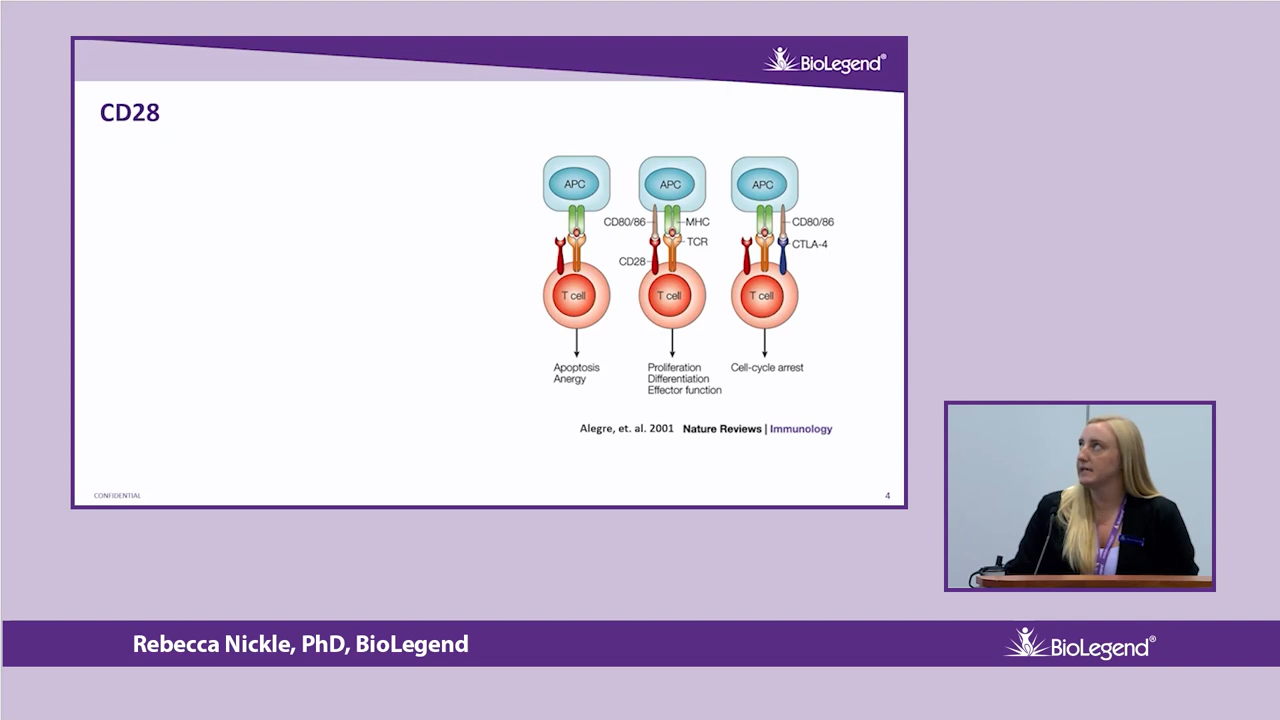 BioLegend®
CD28
APC
APC
APC
CD80/86
MHC
CD80/86
TCR
CTLA-4
CD28
T cell
T cell
T cell
Apoptosis
Anergy
Proliferation
Differentiation
Effector function
Cell-cycle arrest
Alegre, et. al. 2001 Nature Reviews | Immunology
CONFIDENTIAL
4
Rebecca Nickle, PhD, BioLegend
BioLegend®